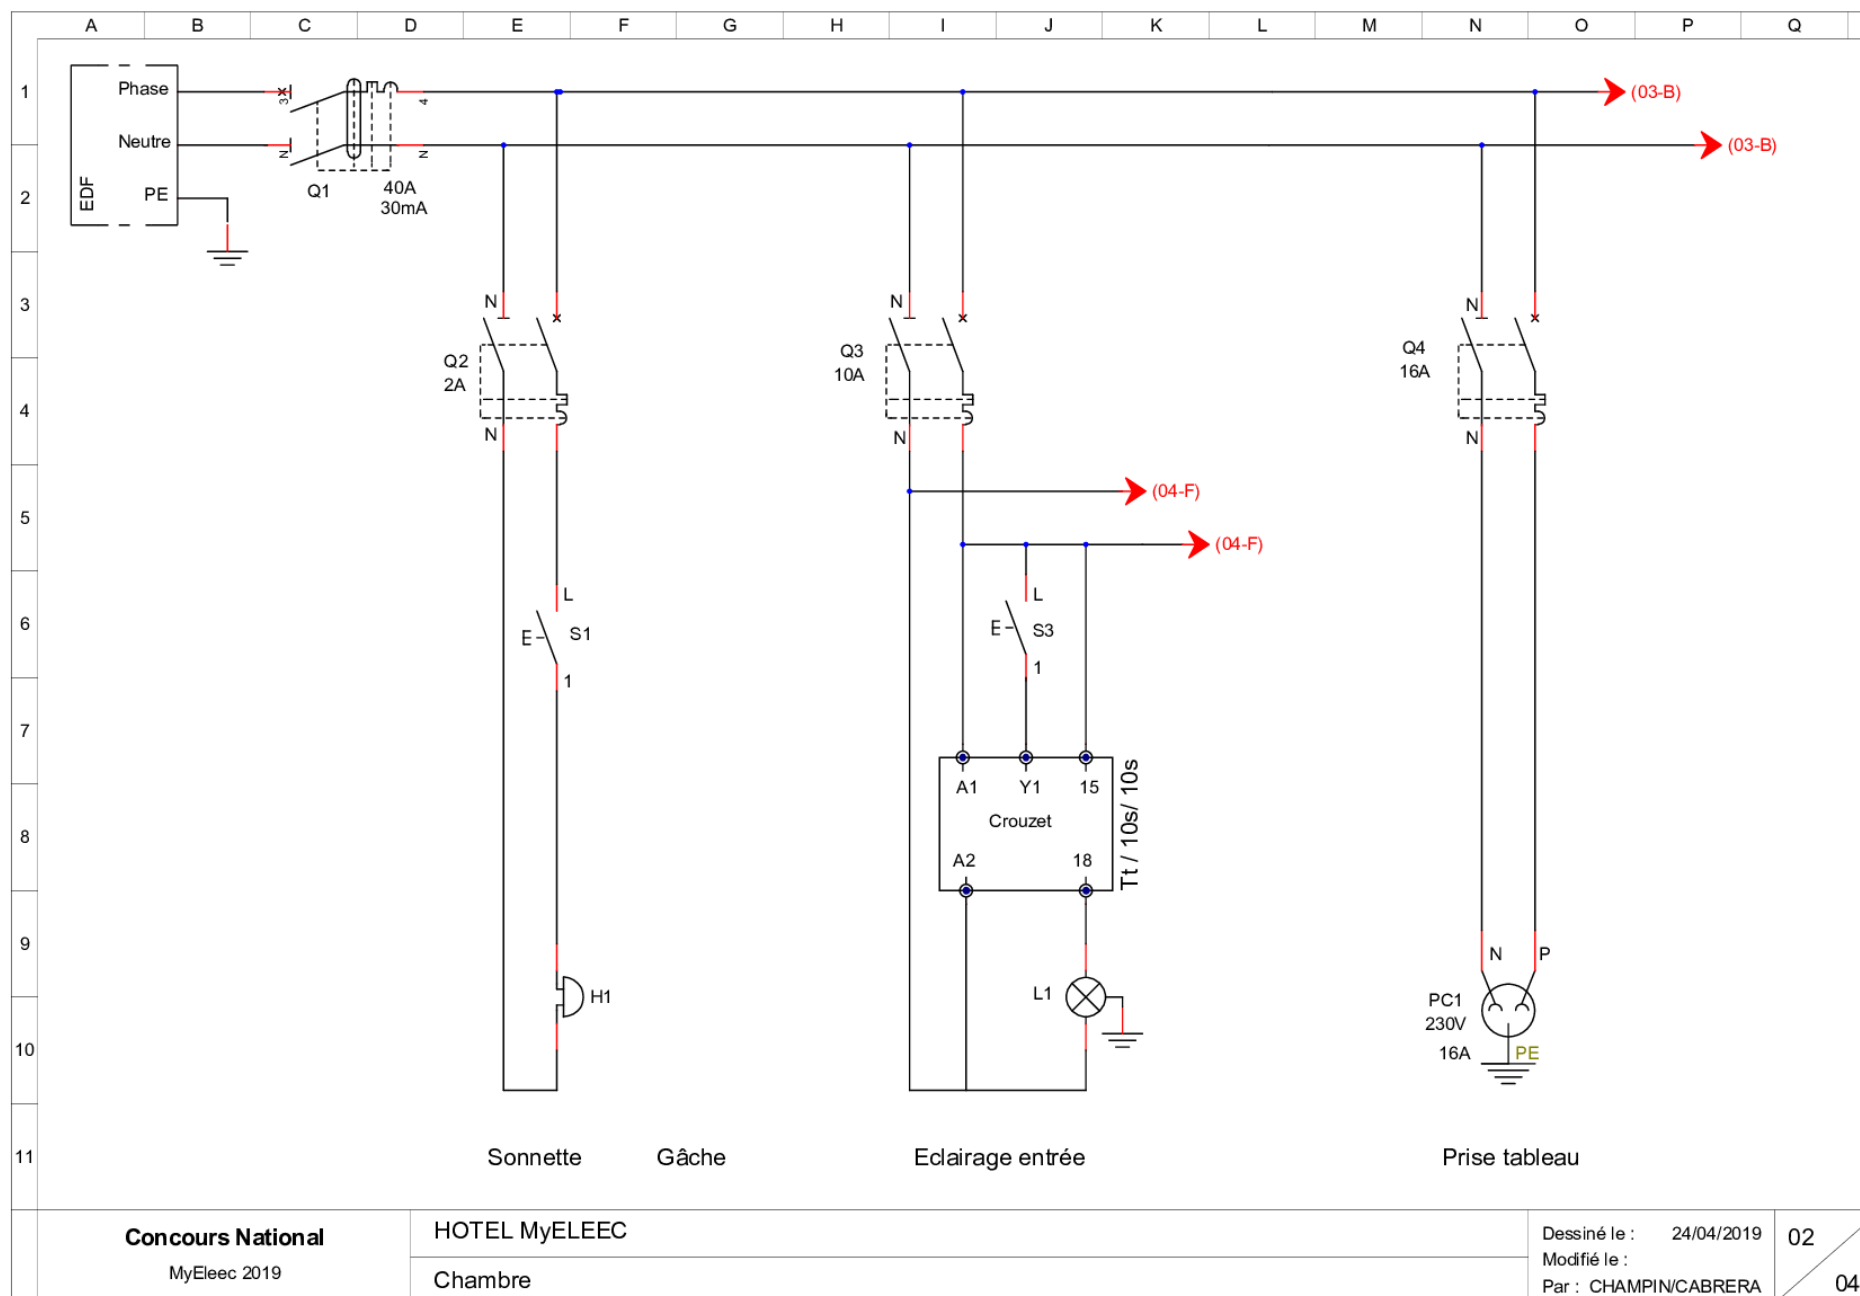 A B C D E F G H I J K L M N O P Q
1
Phase
3
4
(03-B)
Neutre
N
N
(03-B)
2
EDF
PE
Q1
40A
30mA
3
N
N
N
Q2
2A
Q3
10A
Q4
16A
4
N
N
N
(04-F)
5
(04-F)
6
L
E
S1
1
L
E
S3
1
7
A1
Y1
15
8
Crouzet
Tt / 10s/ 10s
A2
18
9
N
P
H1
L1
PC1
230V
10
16A
PE
11
Sonnette
Gâche
Eclairage entrée
Prise tableau
Concours National
MyEleec 2019
HOTEL MyELEEC
Chambre
Dessiné le : 24/04/2019
Modifié le :
Par : CHAMPIN/CABRERA
02
04